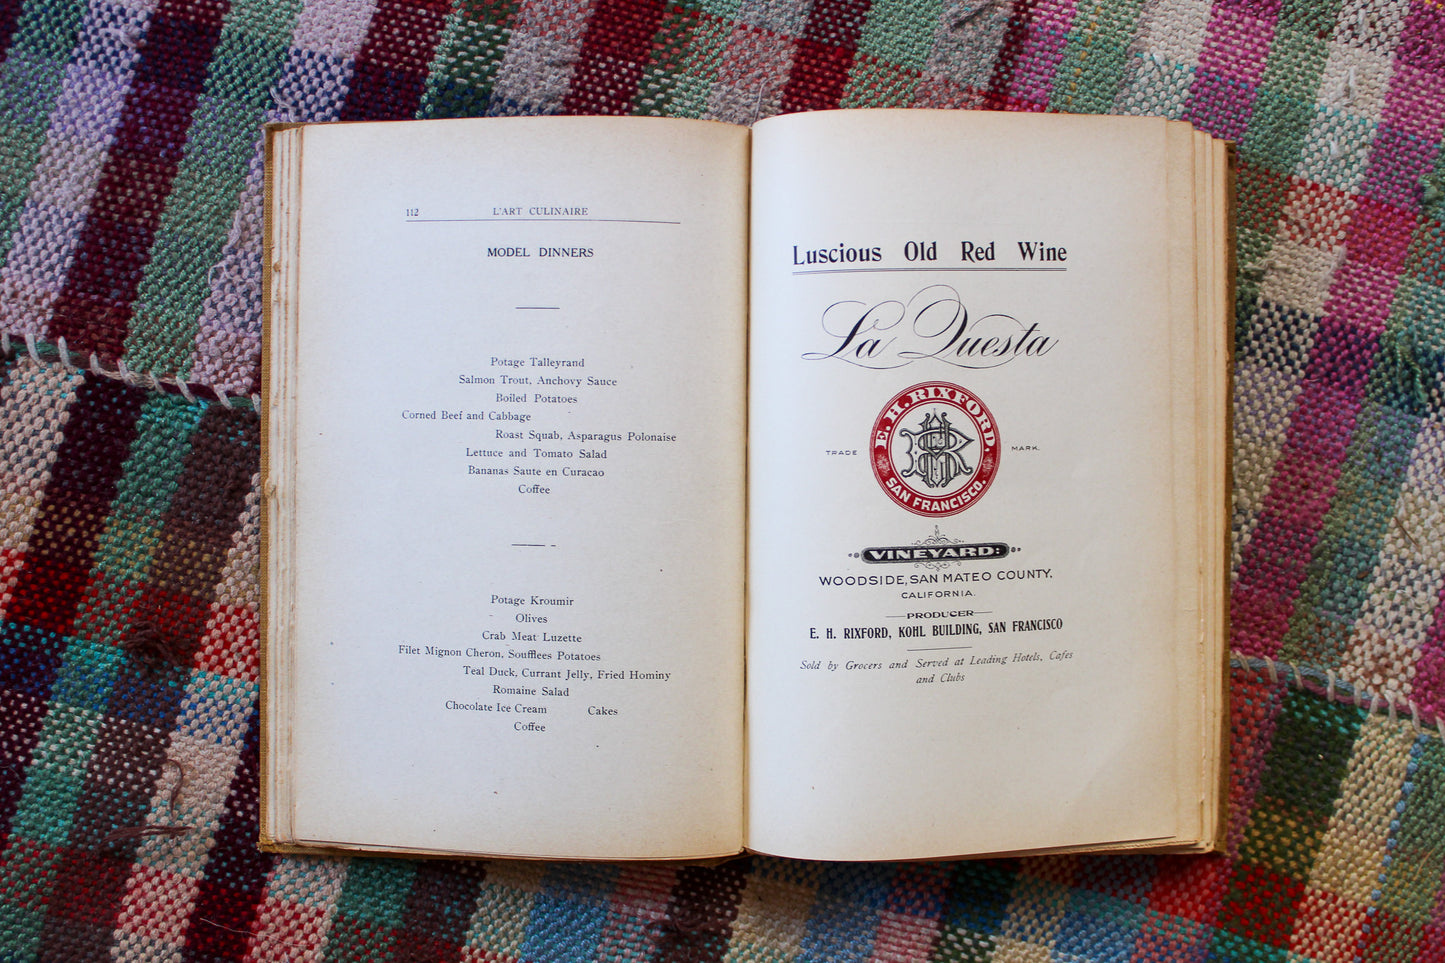 112 L'ART CULINAIRE
MODEL DINNERS
Potage Talleyrand
Salmon Trout, Anchovy Sauce
Boiled Potatoes
Corned Beef and Cabbage
Roast Squab, Asparagus Polonaise
Lettuce and Tomato Salad
Bananas Saute en Curacao
Coffee
Potage Kroumir
Olives
Crab Meat Luzette
Filet Mignon Cheron, Soufflees Potatoes
Teal Duck, Currant Jelly, Fried Hominy
Romaine Salad
Chocolate Ice Cream Cakes
Coffee
Luscious Old Red Wine
La Questa
E. H. RIXFORD.
TRADE MARK.
SAN FRANCISCO.
VINEYARD:
WOODSIDE, SAN MATEO COUNTY,
CALIFORNIA.
PRODUCER
E. H. RIXFORD, KOHL BUILDING, SAN FRANCISCO
Sold by Grocers and Served at Leading Hotels, Cafes
and Clubs